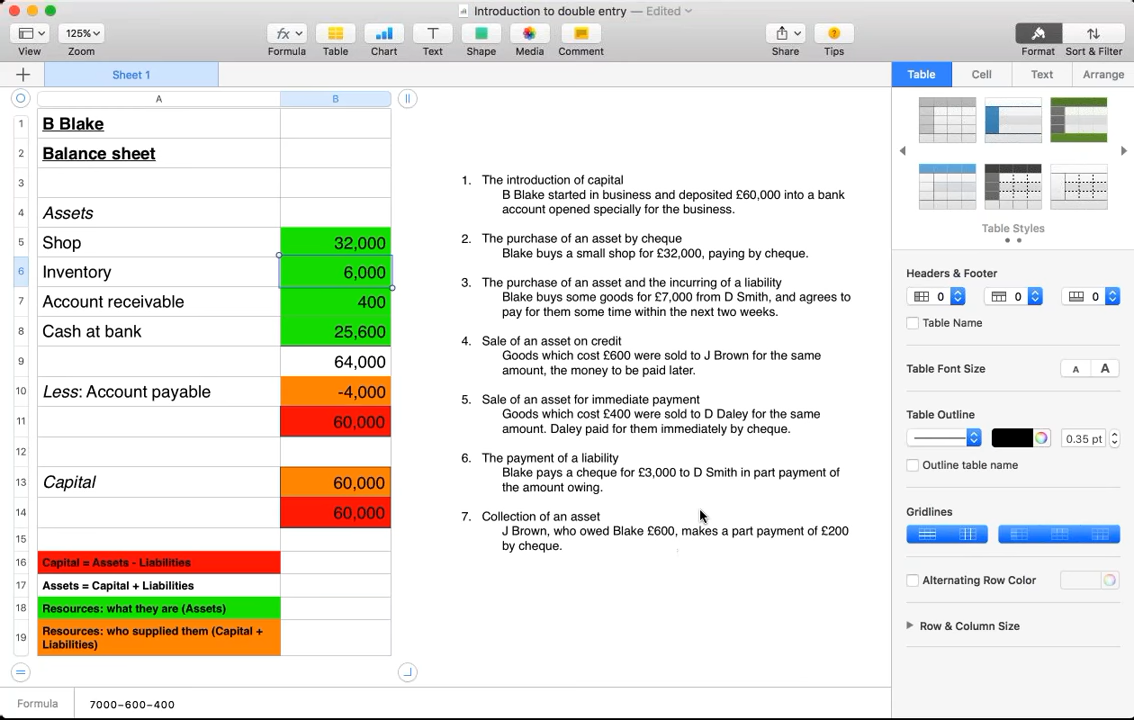 Introduction to double entry — Edited
125%
View
Zoom
Formula
Table
Chart
Text
Shape
Media
Comment
Share
Tips
Format
Sort & Filter
Sheet 1
Table
Cell
Text
Arrange
A
B
1
B Blake
2
Balance sheet
3
4
Assets
5
Shop
32,000
6
Inventory
6,000
7
Account receivable
400
8
Cash at bank
25,600
9
64,000
10
Less: Account payable
-4,000
11
60,000
12
13
Capital
60,000
14
60,000
15
16
Capital = Assets - Liabilities
17
Assets = Capital + Liabilities
18
Resources: what they are (Assets)
19
Resources: who supplied them (Capital +
Liabilities)
1. The introduction of capital
B Blake started in business and deposited £60,000 into a bank
account opened specially for the business.
2. The purchase of an asset by cheque
Blake buys a small shop for £32,000, paying by cheque.
3. The purchase of an asset and the incurring of a liability
Blake buys some goods for £7,000 from D Smith, and agrees to
pay for them some time within the next two weeks.
4. Sale of an asset on credit
Goods which cost £600 were sold to J Brown for the same
amount, the money to be paid later.
5. Sale of an asset for immediate payment
Goods which cost £400 were sold to D Daley for the same
amount. Daley paid for them immediately by cheque.
6. The payment of a liability
Blake pays a cheque for £3,000 to D Smith in part payment of
the amount owing.
7. Collection of an asset
J Brown, who owed Blake £600, makes a part payment of £200
by cheque.
Table Styles
Headers & Footer
0
0
0
Table Name
Table Font Size
A
A
Table Outline
0.35 pt
Outline table name
Gridlines
Alternating Row Color
Row & Column Size
Formula
7000−600−400